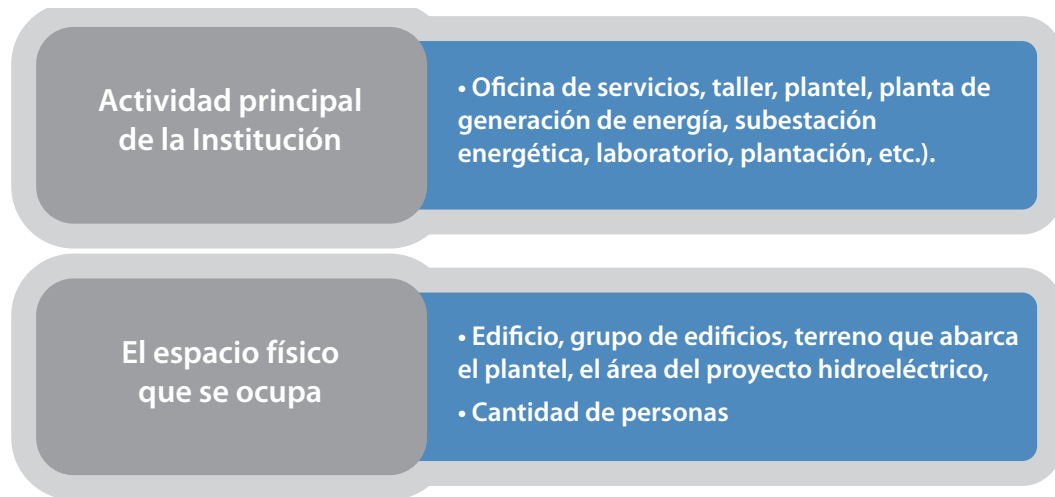 Actividad principal
de la Institución
• Oficina de servicios, taller, plantel, planta de
generación de energía, subestación
energética, laboratorio, plantación, etc.).
El espacio físico
que se ocupa
• Edificio, grupo de edificios, terreno que abarca
el plantel, el área del proyecto hidroeléctrico,
• Cantidad de personas